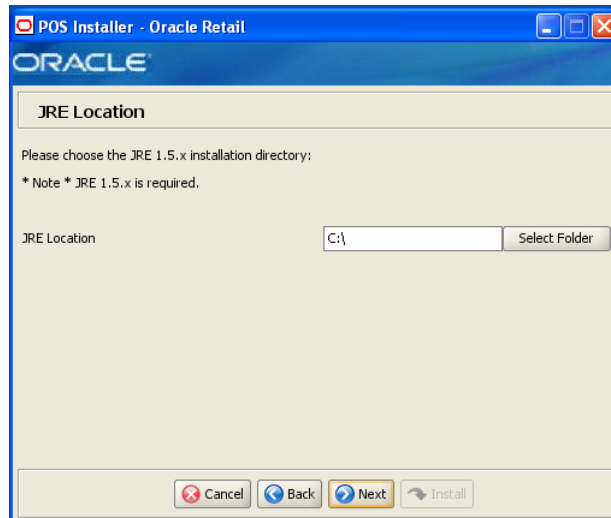 POS Installer - Oracle Retail
ORACLE
JRE Location
Please choose the JRE 1.5.x installation directory:
* Note * JRE 1.5.x is required.
JRE Location C:\ Select Folder
Cancel Back Next Install